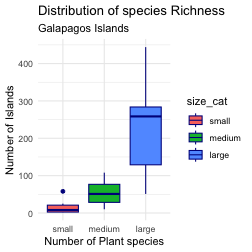 Distribution of species Richness
Galapagos Islands
Number of Islands
400
300
200
100
0
small
medium
large
Number of Plant species
size_cat
small
medium
large